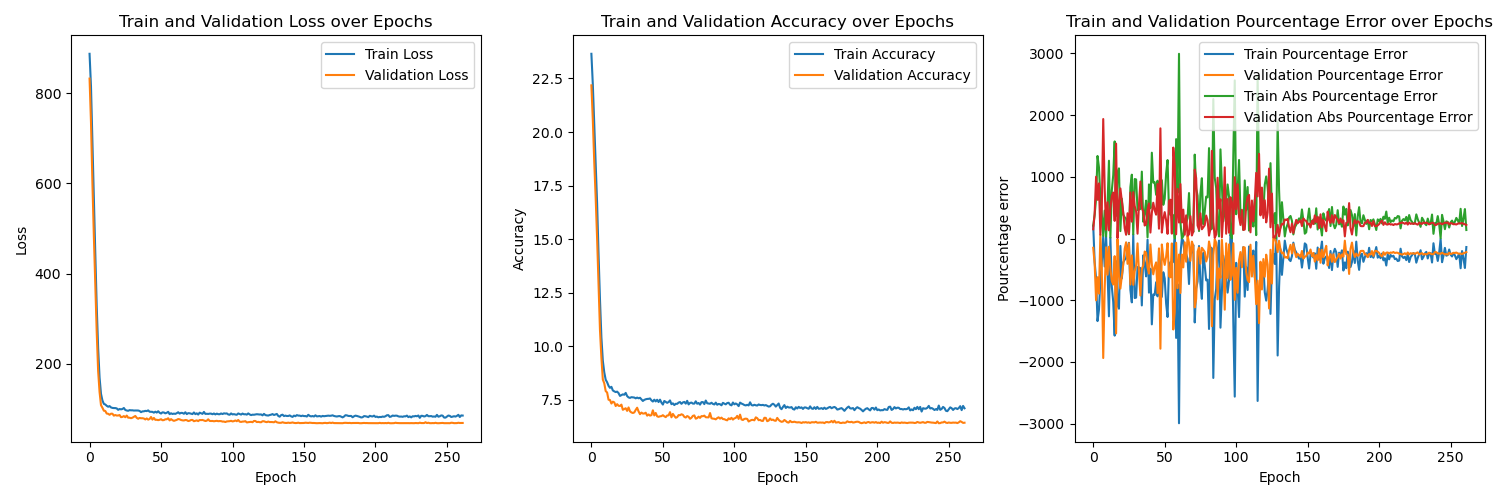 Train and Validation Loss over Epochs
Train Loss
Validation Loss
800
600
400
200
Loss
0
50
100
150
200
250
Epoch
Train and Validation Accuracy over Epochs
Train Accuracy
Validation Accuracy
22.5
20.0
17.5
15.0
12.5
10.0
7.5
Accuracy
0
50
100
150
200
250
Epoch
Train and Validation Pourcentage Error over Epochs
Train Pourcentage Error
Validation Pourcentage Error
Train Abs Pourcentage Error
Validation Abs Pourcentage Error
3000
2000
1000
0
−1000
−2000
−3000
Pourcentage error
0
50
100
150
200
250
Epoch